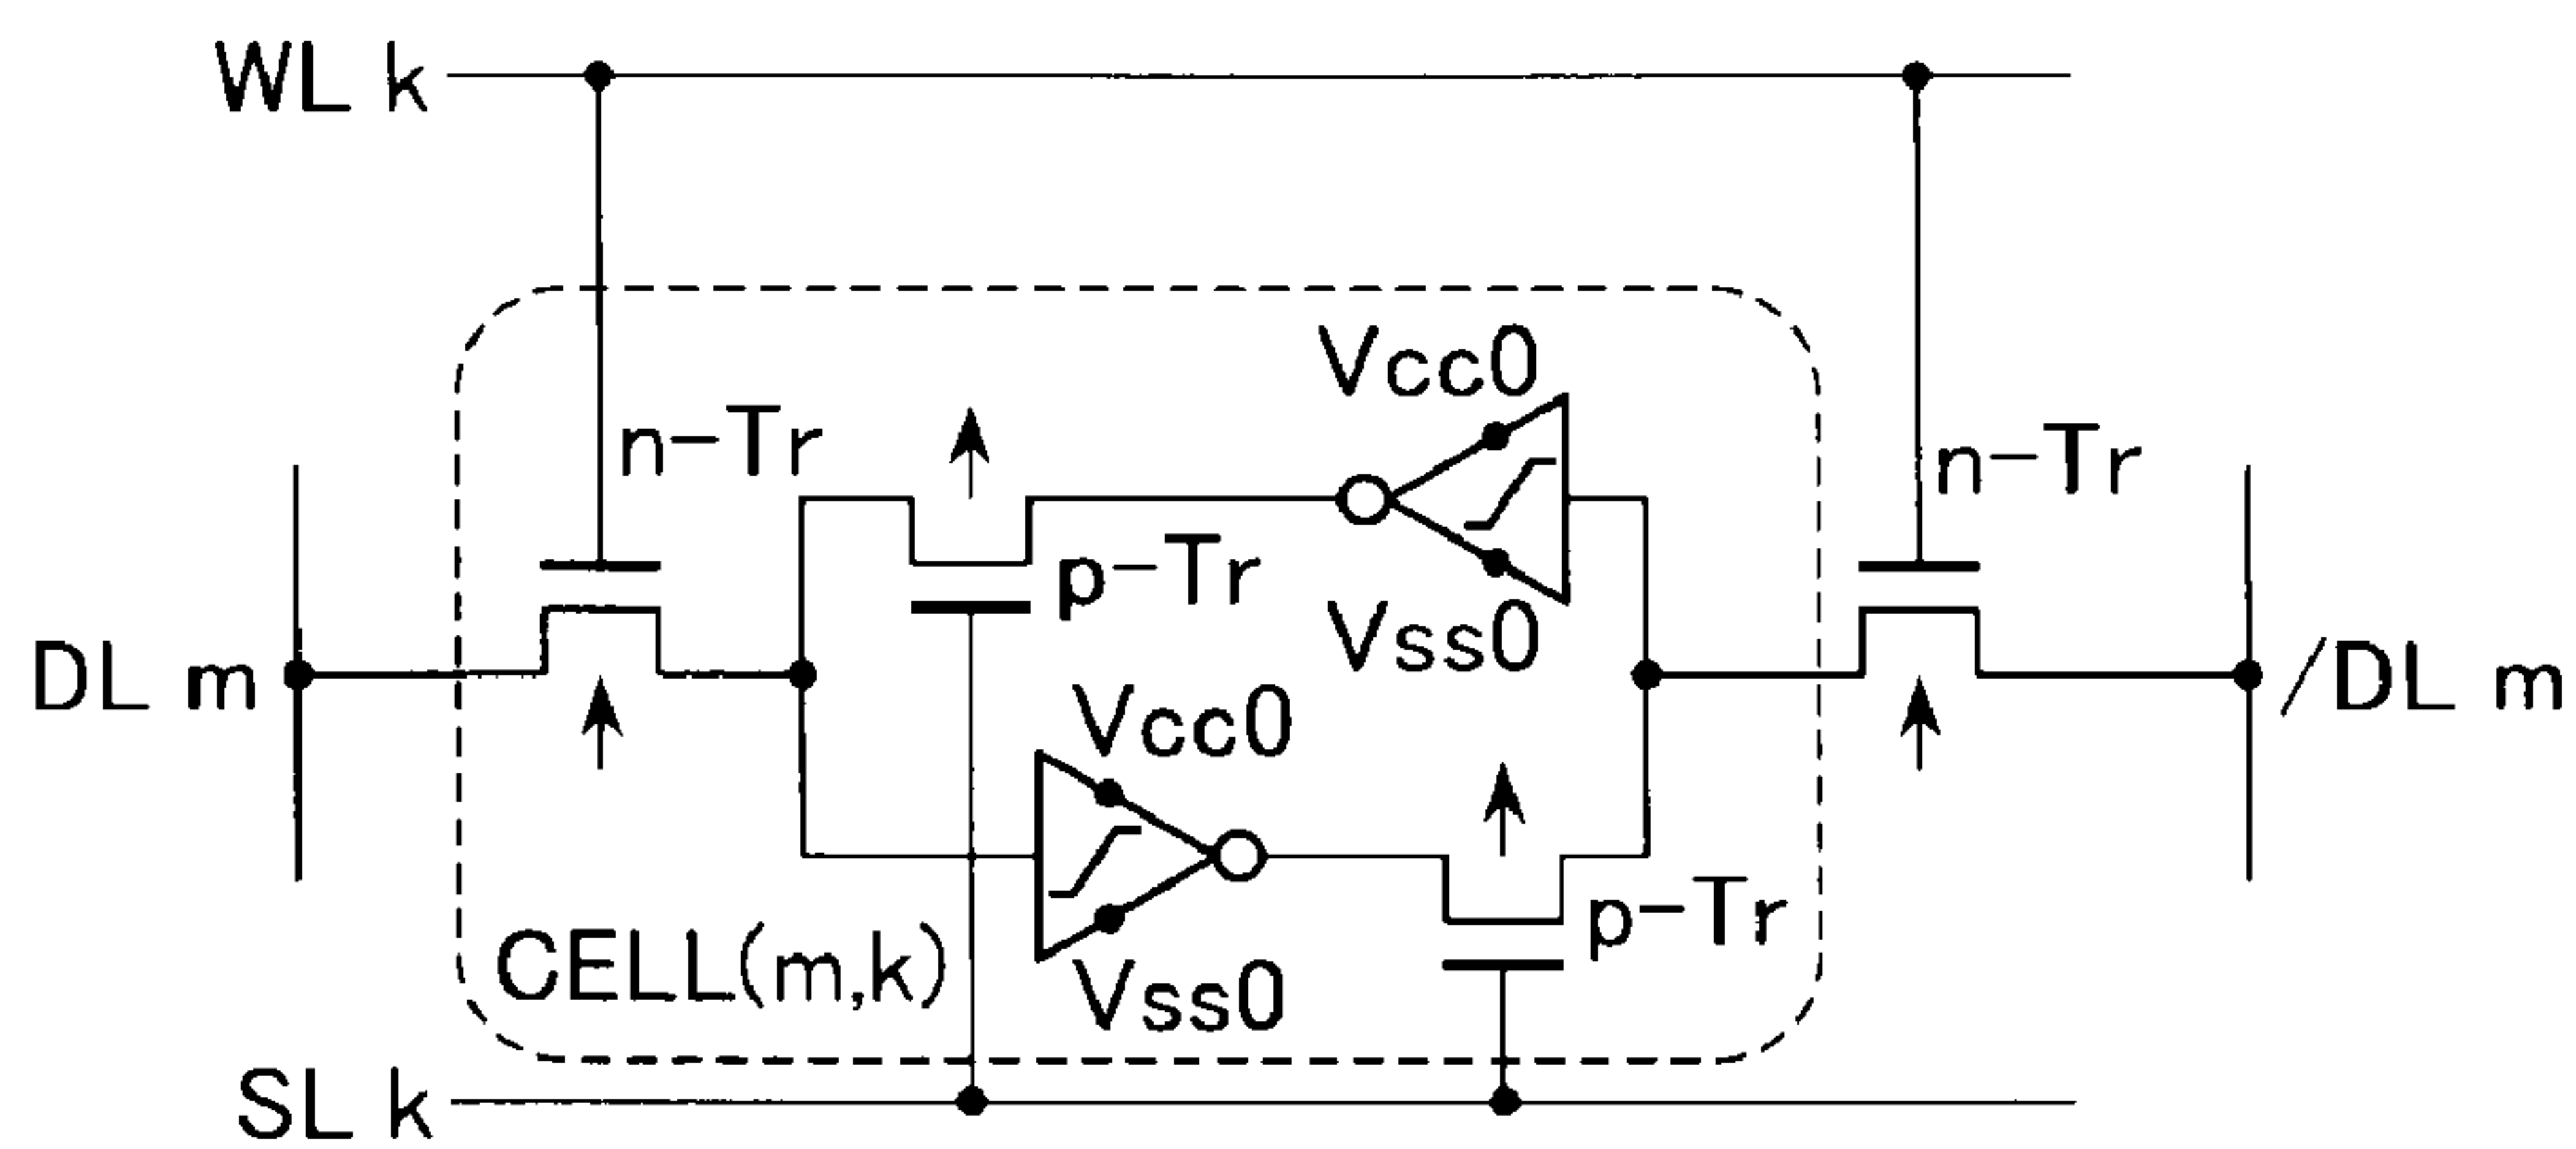 WL k
Vcc0
n-Tr
n-Tr
p-Tr
Vss0
DL m
/DL m
Vcc0
p-Tr
CELL(m,k)
Vss0
SL k